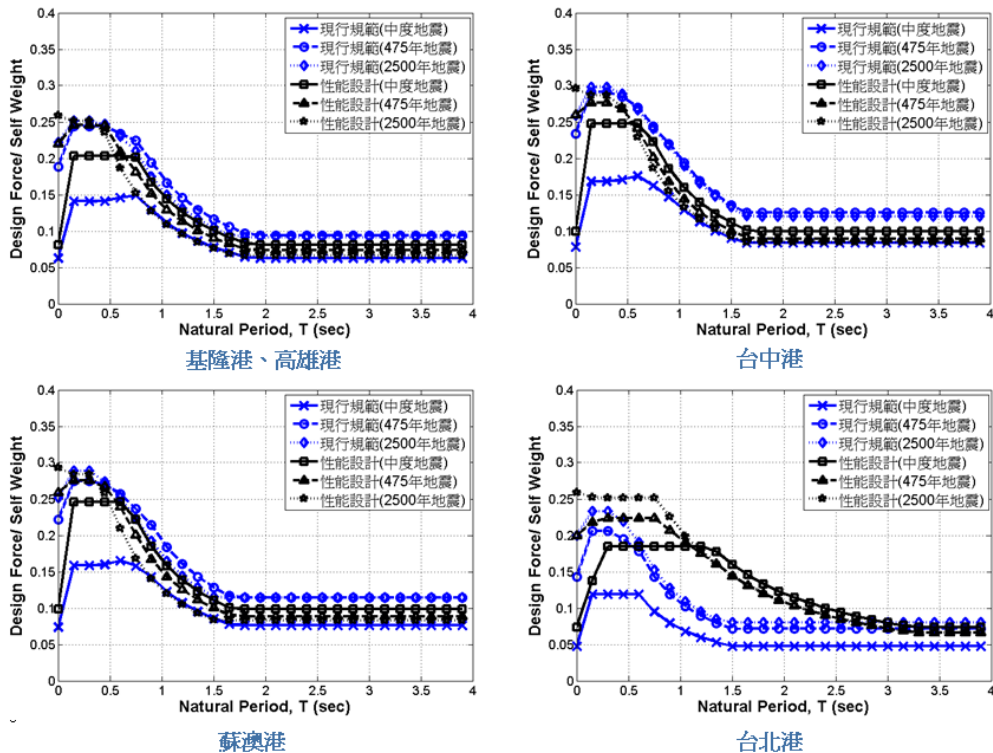 0.4
0.35
0.3
0.25
0.2
0.15
0.1
0.05
0
Design Force/ Self Weight
現行規範(中度地震)
現行規範(475年地震)
現行規範(2500年地震)
性能設計(中度地震)
性能設計(475年地震)
性能設計(2500年地震)
0 0.5 1 1.5 2 2.5 3 3.5 4
Natural Period, T (sec)
基隆港、高雄港
0.4
0.35
0.3
0.25
0.2
0.15
0.1
0.05
0
Design Force/ Self Weight
現行規範(中度地震)
現行規範(475年地震)
現行規範(2500年地震)
性能設計(中度地震)
性能設計(475年地震)
性能設計(2500年地震)
0 0.5 1 1.5 2 2.5 3 3.5 4
Natural Period, T (sec)
台中港
0.4
0.35
0.3
0.25
0.2
0.15
0.1
0.05
0
Design Force/ Self Weight
現行規範(中度地震)
現行規範(475年地震)
現行規範(2500年地震)
性能設計(中度地震)
性能設計(475年地震)
性能設計(2500年地震)
0 0.5 1 1.5 2 2.5 3 3.5 4
Natural Period, T (sec)
蘇澳港
0.4
0.35
0.3
0.25
0.2
0.15
0.1
0.05
0
Design Force/ Self Weight
現行規範(中度地震)
現行規範(475年地震)
現行規範(2500年地震)
性能設計(中度地震)
性能設計(475年地震)
性能設計(2500年地震)
0 0.5 1 1.5 2 2.5 3 3.5 4
Natural Period, T (sec)
台北港